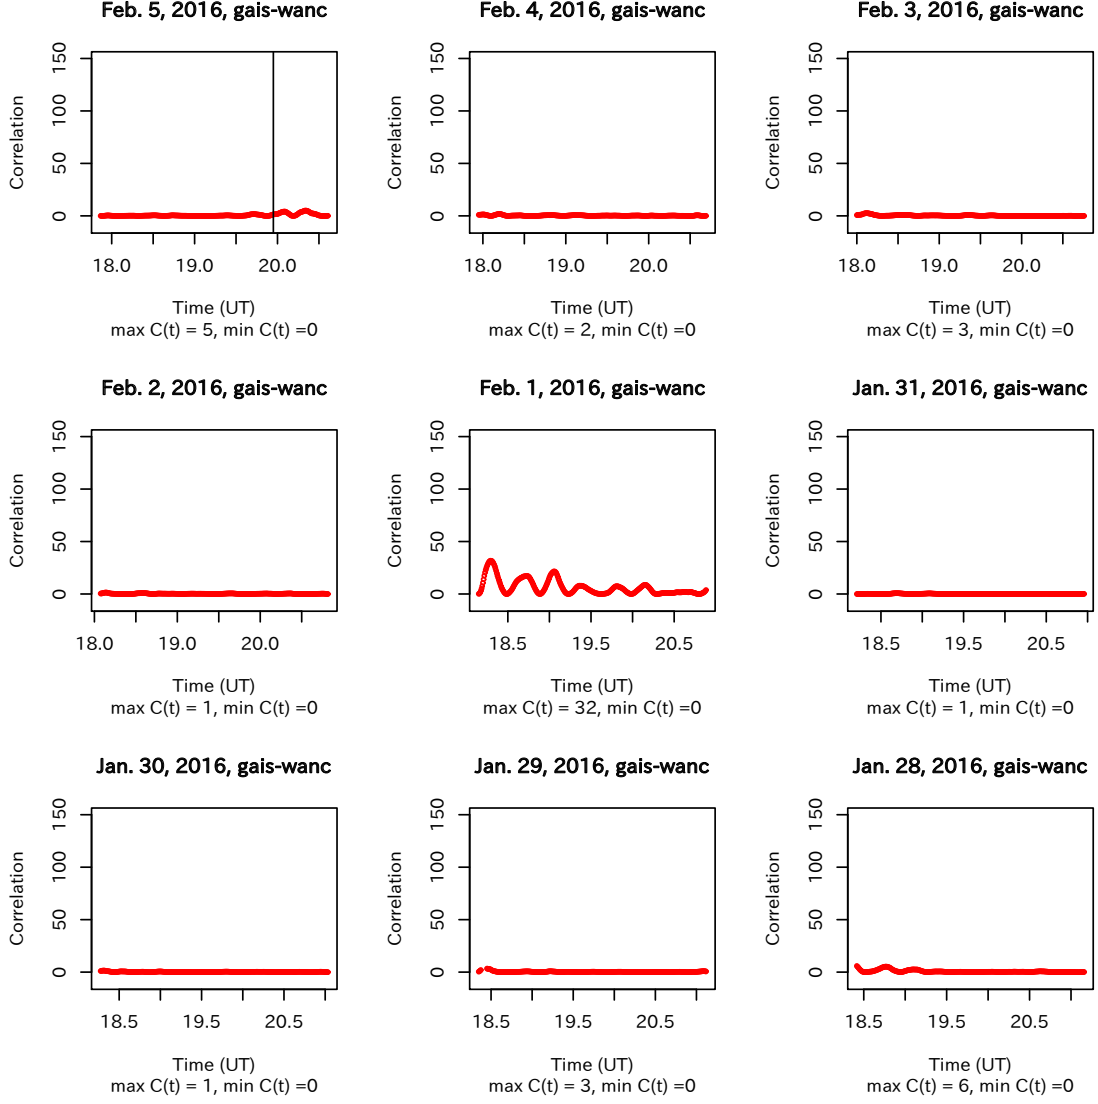 Feb. 5, 2016, gais-wanc
Correlation
150
100
50
0
18.0 19.0 20.0
Time (UT)
max C(t) = 5, min C(t) =0
Feb. 4, 2016, gais-wanc
Correlation
150
100
50
0
18.0 19.0 20.0
Time (UT)
max C(t) = 2, min C(t) =0
Feb. 3, 2016, gais-wanc
Correlation
150
100
50
0
18.0 19.0 20.0
Time (UT)
max C(t) = 3, min C(t) =0
Feb. 2, 2016, gais-wanc
Correlation
150
100
50
0
18.0 19.0 20.0
Time (UT)
max C(t) = 1, min C(t) =0
Feb. 1, 2016, gais-wanc
Correlation
150
100
50
0
18.5 19.5 20.5
Time (UT)
max C(t) = 32, min C(t) =0
Jan. 31, 2016, gais-wanc
Correlation
150
100
50
0
18.5 19.5 20.5
Time (UT)
max C(t) = 1, min C(t) =0
Jan. 30, 2016, gais-wanc
Correlation
150
100
50
0
18.5 19.5 20.5
Time (UT)
max C(t) = 1, min C(t) =0
Jan. 29, 2016, gais-wanc
Correlation
150
100
50
0
18.5 19.5 20.5
Time (UT)
max C(t) = 3, min C(t) =0
Jan. 28, 2016, gais-wanc
Correlation
150
100
50
0
18.5 19.5 20.5
Time (UT)
max C(t) = 6, min C(t) =0